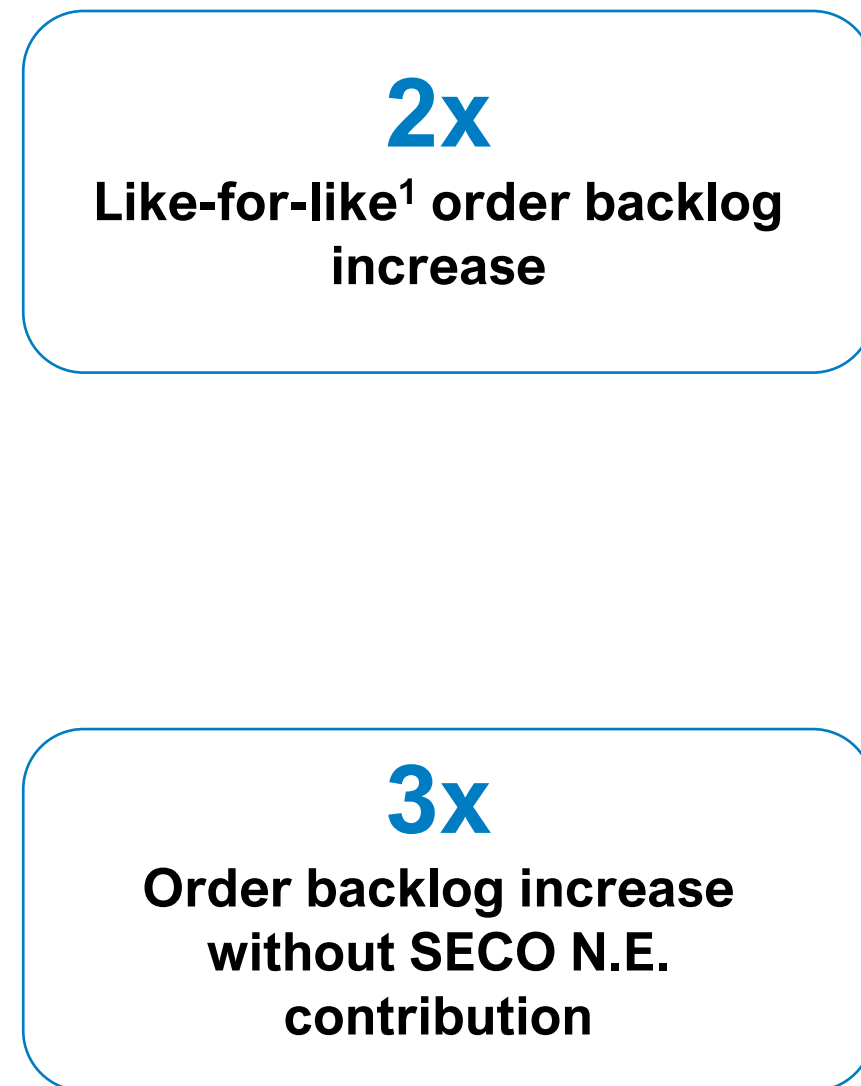 2x
Like-for-like¹ order backlog
increase
3x
Order backlog increase
without SECO N.E.
contribution